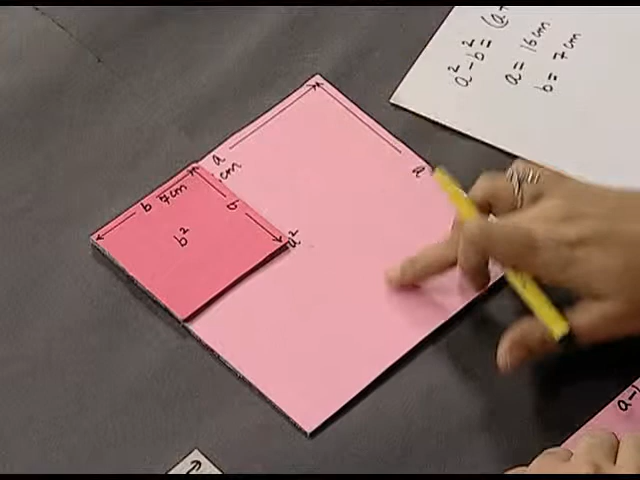 a² - b² = (a+
a = 16cm
b = 7cm
a
cm
a
b 7cm
b
b²
a²
a-b